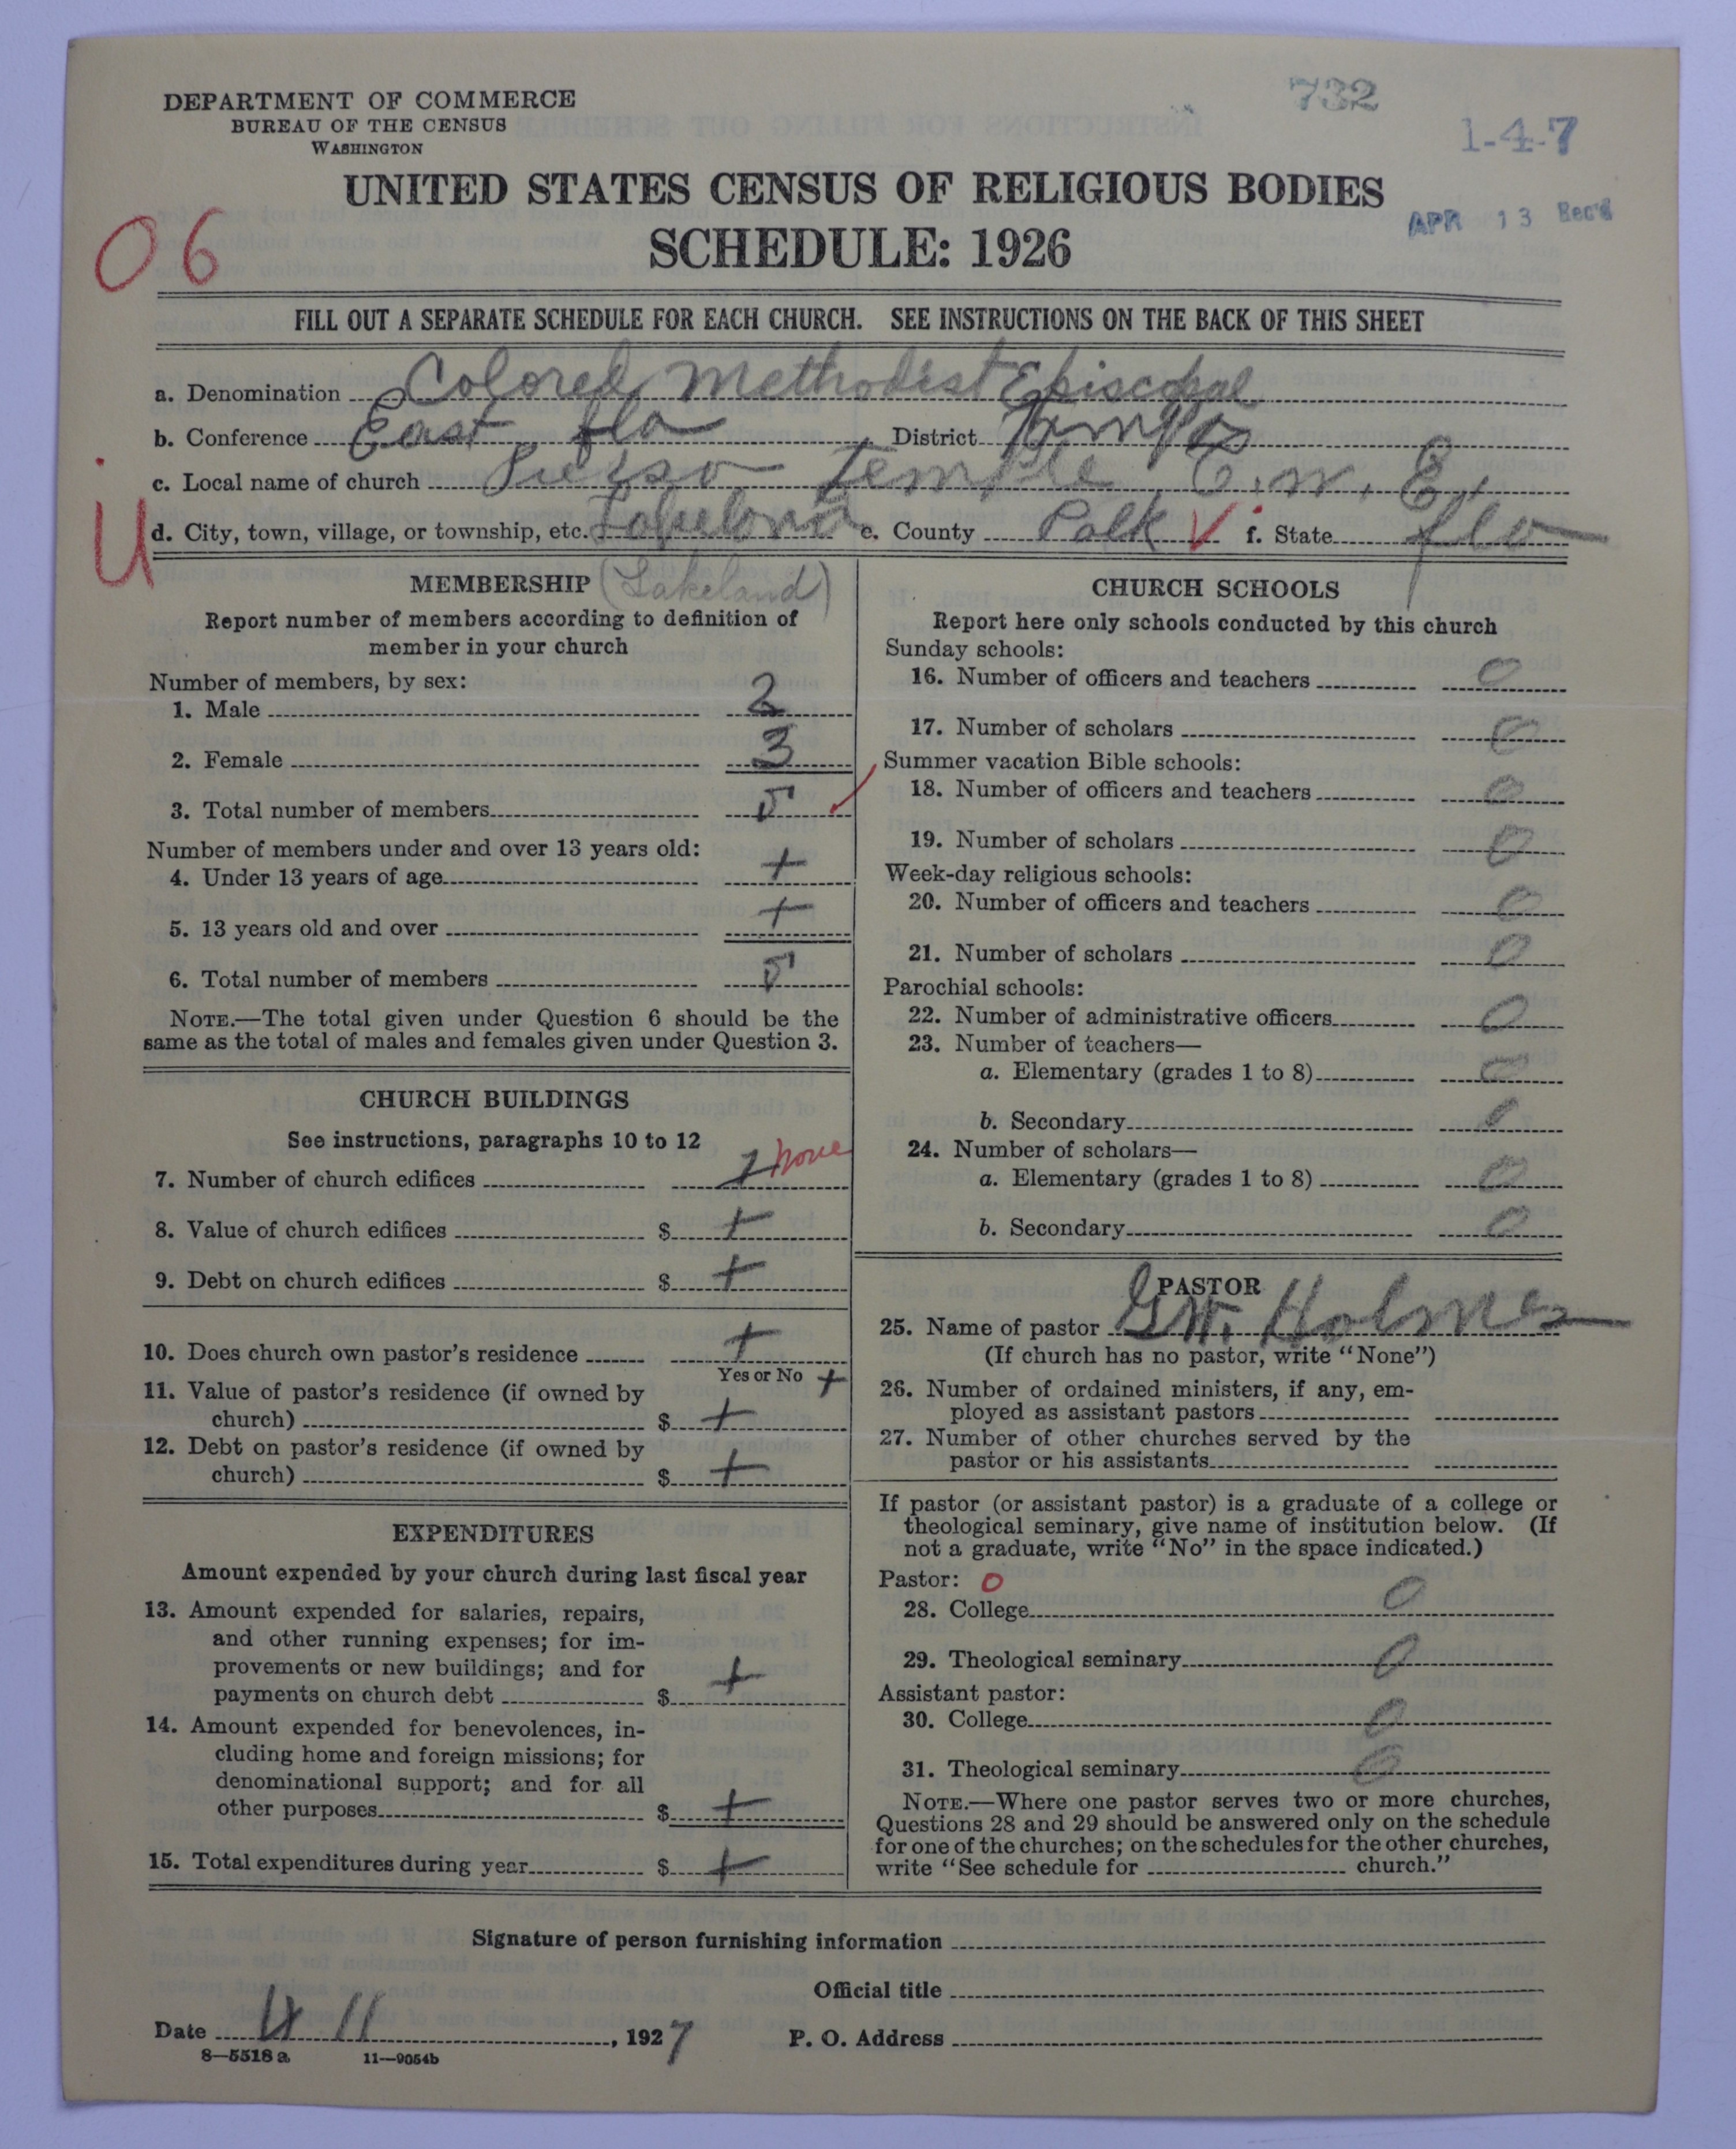 732
1-4-7
APR 13 Rec'd
DEPARTMENT OF COMMERCE
BUREAU OF THE CENSUS
WASHINGTON
UNITED STATES CENSUS OF RELIGIOUS BODIES
SCHEDULE: 1926
06
FILL OUT A SEPARATE SCHEDULE FOR EACH CHURCH. SEE INSTRUCTIONS ON THE BACK OF THIS SHEET
a. Denomination Colored Methodist Episcopal
b. Conference East Fla District Tampa
c. Local name of church Temple C. M. E.
U
d. City, town, village, or township, etc. e. County Polk f. State Fla
MEMBERSHIP (Lakeland)
Report number of members according to definition of
member in your church
Number of members, by sex:
1. Male 2
2. Female 3
3. Total number of members 5
Number of members under and over 13 years old:
4. Under 13 years of age +
5. 13 years old and over +
6. Total number of members 5
NOTE.—The total given under Question 6 should be the
same as the total of males and females given under Question 3.
CHURCH BUILDINGS
See instructions, paragraphs 10 to 12
7. Number of church edifices none
8. Value of church edifices $ +
9. Debt on church edifices $ +
10. Does church own pastor's residence +
Yes or No +
11. Value of pastor's residence (if owned by
church) $ +
12. Debt on pastor's residence (if owned by
church) $ +
EXPENDITURES
Amount expended by your church during last fiscal year
13. Amount expended for salaries, repairs,
and other running expenses; for im-
provements or new buildings; and for
payments on church debt $ +
14. Amount expended for benevolences, in-
cluding home and foreign missions; for
denominational support; and for all
other purposes $ +
15. Total expenditures during year $ +
CHURCH SCHOOLS
Report here only schools conducted by this church
Sunday schools:
16. Number of officers and teachers 0
17. Number of scholars 0
Summer vacation Bible schools:
18. Number of officers and teachers 0
19. Number of scholars 0
Week-day religious schools:
20. Number of officers and teachers 0
21. Number of scholars 0
Parochial schools:
22. Number of administrative officers 0
23. Number of teachers—
a. Elementary (grades 1 to 8) 0
b. Secondary 0
24. Number of scholars—
a. Elementary (grades 1 to 8) 0
b. Secondary 0
PASTOR
25. Name of pastor G.W. Holmes
(If church has no pastor, write "None")
26. Number of ordained ministers, if any, em-
ployed as assistant pastors
27. Number of other churches served by the
pastor or his assistants
If pastor (or assistant pastor) is a graduate of a college or
theological seminary, give name of institution below. (If
not a graduate, write "No" in the space indicated.)
Pastor: 0
28. College 0
29. Theological seminary 0
Assistant pastor:
30. College 0
31. Theological seminary 0
NOTE.—Where one pastor serves two or more churches,
Questions 28 and 29 should be answered only on the schedule
for one of the churches; on the schedules for the other churches,
write "See schedule for church."
Signature of person furnishing information
Official title
Date 4 11, 1927 P. O. Address
8—5518 a 11—9054b